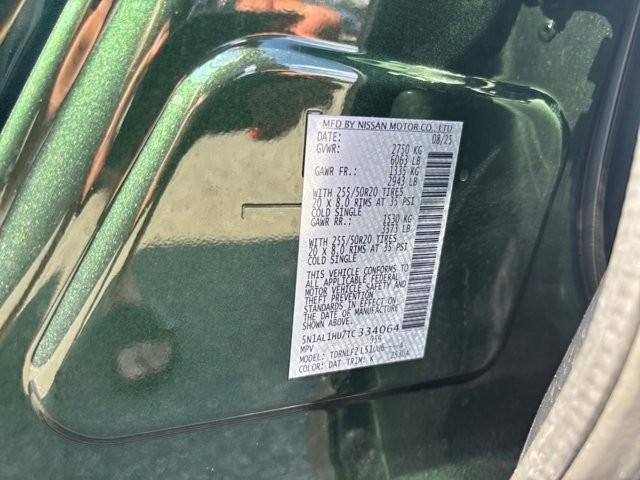 MFD BY NISSAN MOTOR CO., LTD
DATE: 08/25
GVWR: 2750 KG
6063 LB
GAWR FR.: 1335 KG
2943 LB
WITH 255/50R20 TIRES
20 X 8.0 RIMS AT 35 PSI
COLD SINGLE
GAWR RR.: 1530 KG
3373 LB
WITH 255/50R20 TIRES
20 X 8.0 RIMS AT 35 PSI
COLD SINGLE
THIS VEHICLE CONFORMS TO
ALL APPLICABLE FEDERAL
MOTOR VEHICLE SAFETY AND
THEFT PREVENTION
STANDARDS IN EFFECT ON
THE DATE OF MANUFACTURE
SHOWN ABOVE.
5N1AL1HU7TC334064
MPV 959
MODEL:
COLOR: DAT TRIM: K